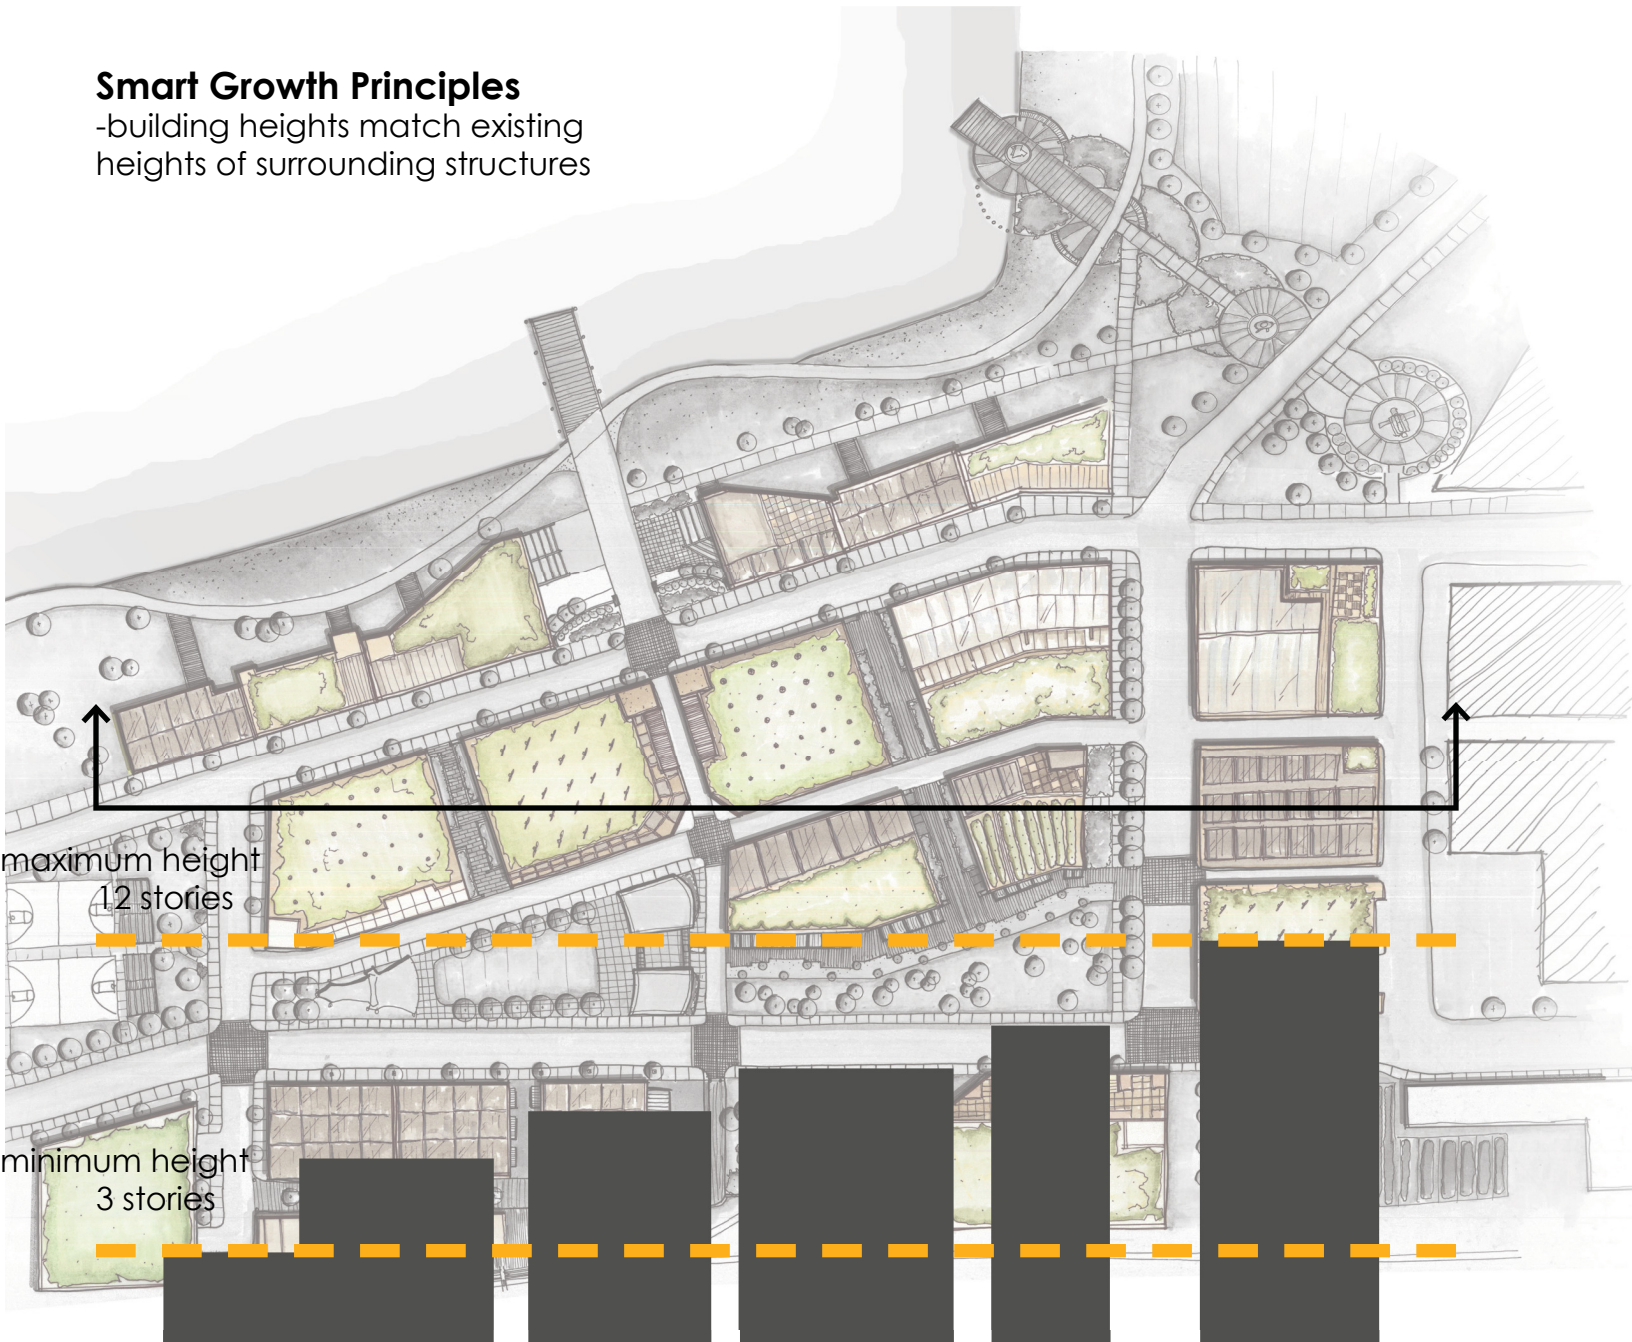 Smart Growth Principles
-building heights match existing
heights of surrounding structures
maximum height
12 stories
minimum height
3 stories